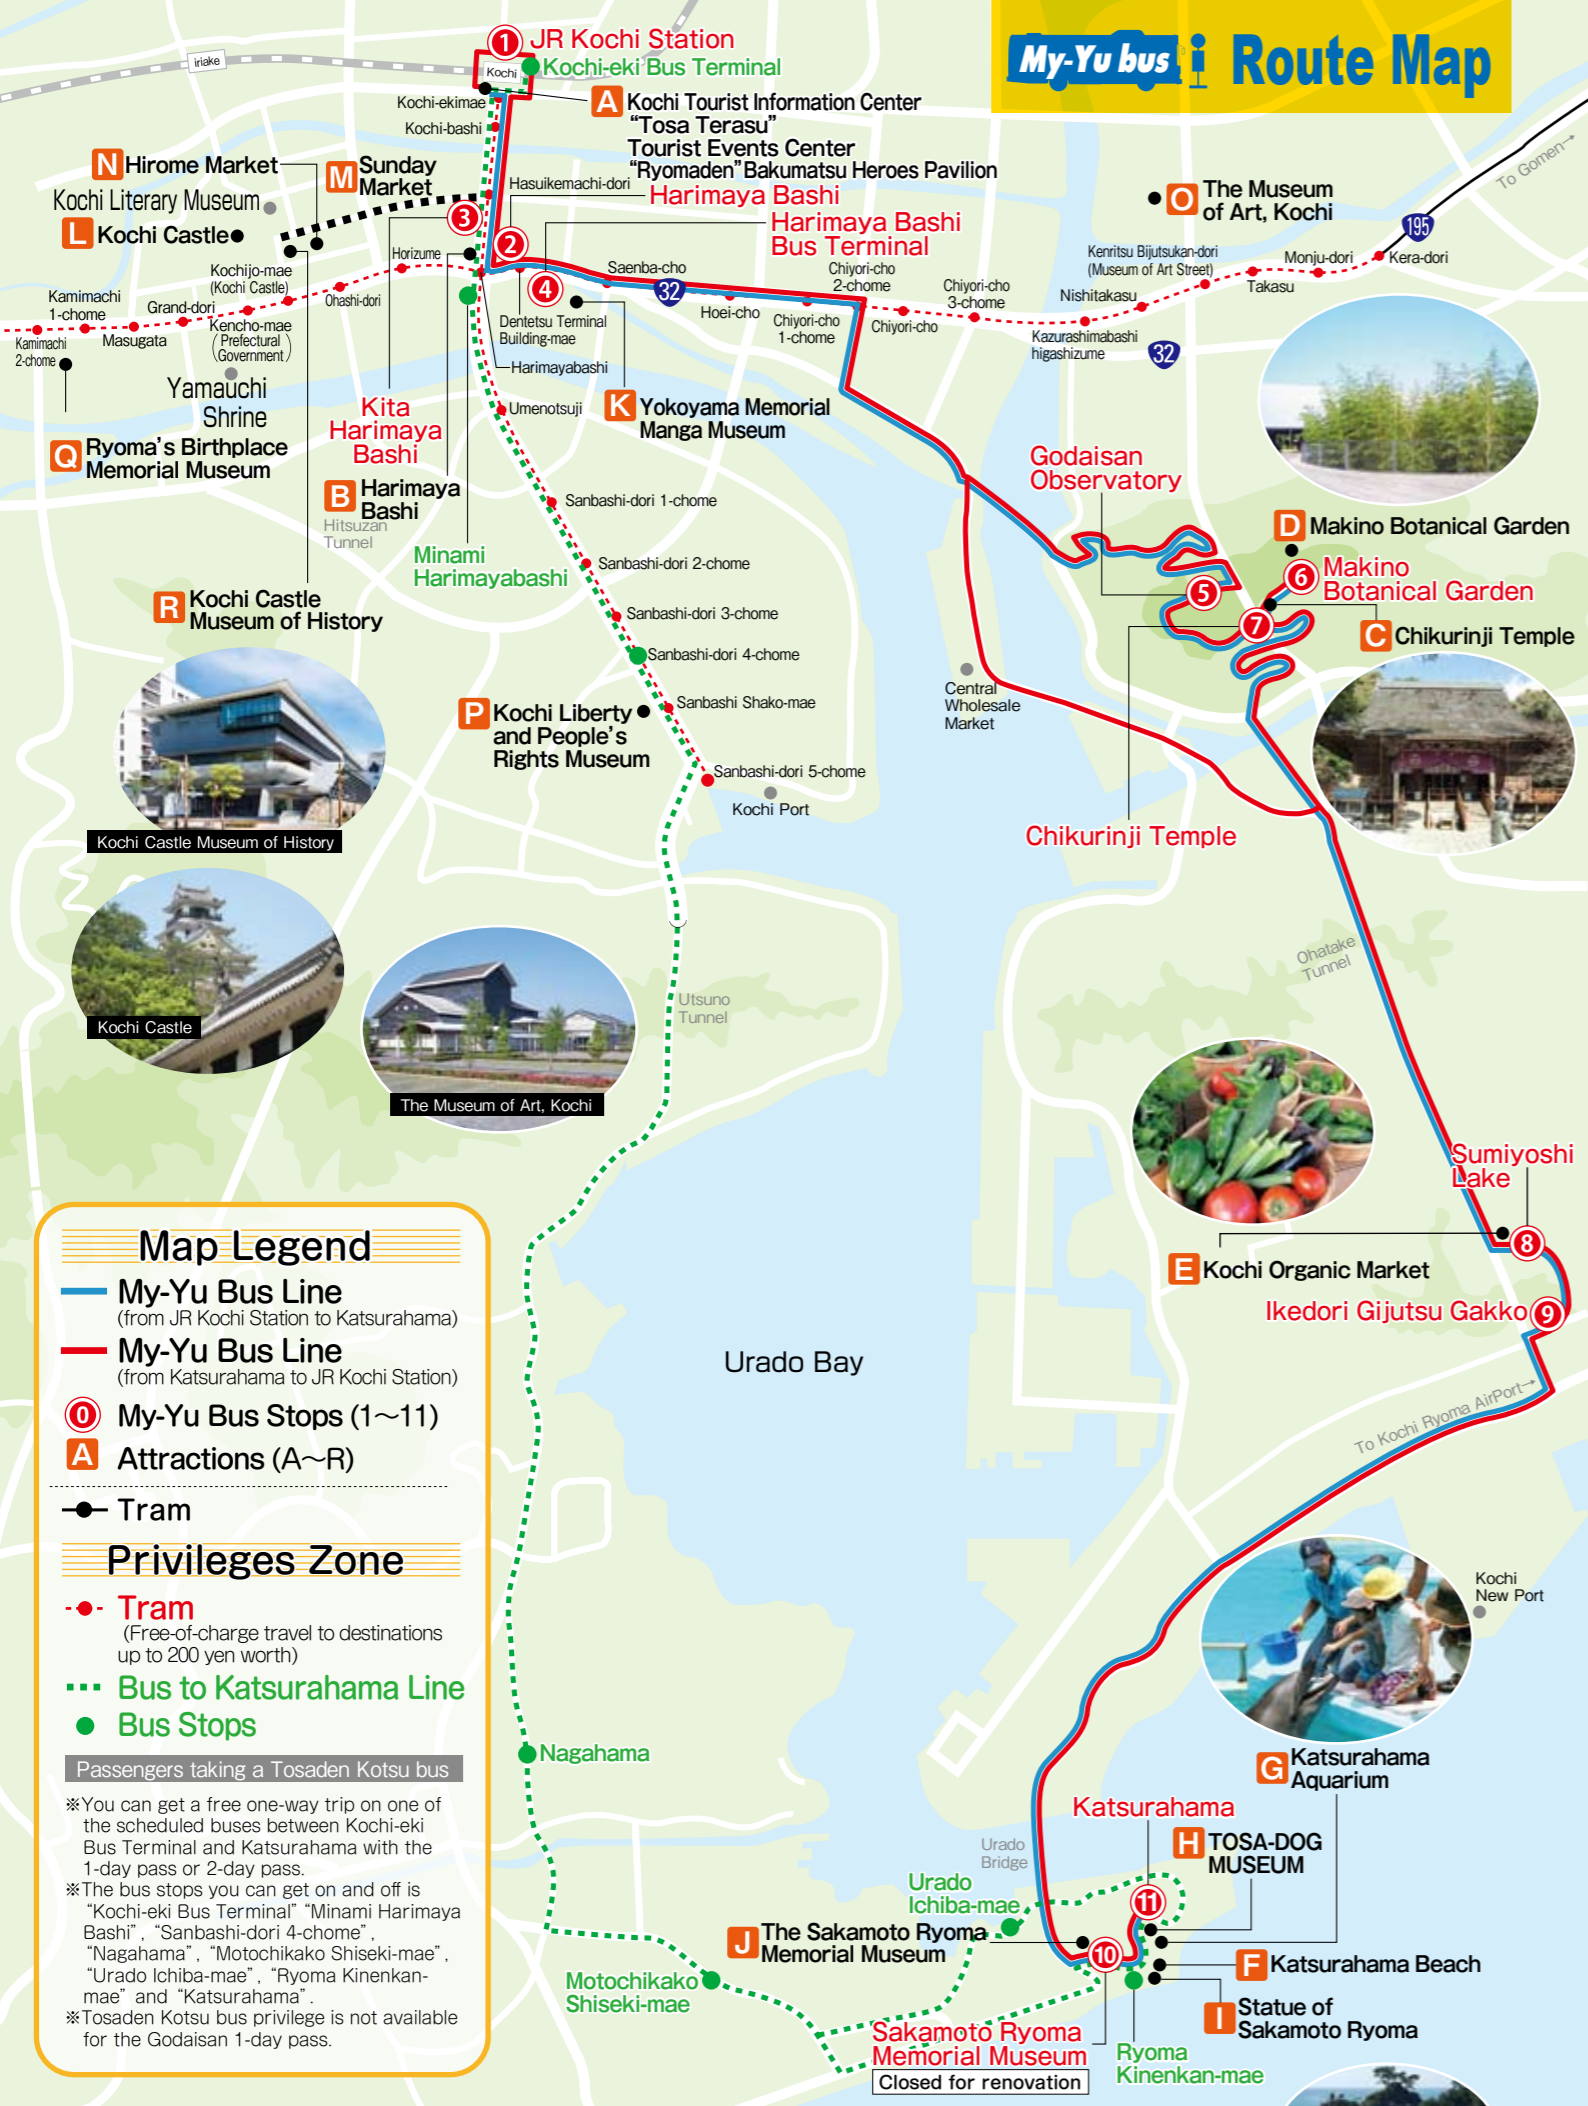 My-Yu bus Route Map
iriake
1 JR Kochi Station
Kochi
Kochi-eki Bus Terminal
Kochi-ekimae
Kochi-bashi
A Kochi Tourist Information Center
“Tosa Terasu”
Tourist Events Center
“Ryomaden” Bakumatsu Heroes Pavilion
N Hirome Market
M Sunday
Market
Kochi Literary Museum
L Kochi Castle
Hasuikemachi-dori
Harimaya Bashi
Harimaya Bashi
Bus Terminal
3
2
4
O The Museum
of Art, Kochi
To Gomen→
195
Kochijo-mae
(Kochi Castle)
Horizume
Saenba-cho
32
Chiyori-cho
2-chome
Kenritsu Bijutsukan-dori
(Museum of Art Street)
Monju-dori
Kera-dori
Kamimachi
1-chome
Grand-dori
Ohashi-dori
Hoei-cho
Chiyori-cho
3-chome
Nishitakasu
Takasu
Kamimachi
2-chome
Masugata
Kencho-mae
(Prefectural
Government)
Dentetsu Terminal
Building-mae
Chiyori-cho
1-chome
Chiyori-cho
Kazurashimabashi
higashizume
32
Harimayabashi
Yamauchi
Shrine
Kita
Harimaya
Bashi
Umenotsuji
K Yokoyama Memorial
Manga Museum
Q Ryoma’s Birthplace
Memorial Museum
B Harimaya
Bashi
Hitsuzan
Tunnel
Godaisan
Observatory
Sanbashi-dori 1-chome
D Makino Botanical Garden
Minami
Harimayabashi
Sanbashi-dori 2-chome
6 Makino
Botanical Garden
5
7
R Kochi Castle
Museum of History
Sanbashi-dori 3-chome
C Chikurinji Temple
Sanbashi-dori 4-chome
Central
Wholesale
Market
Sanbashi Shako-mae
P Kochi Liberty
and People’s
Rights Museum
Sanbashi-dori 5-chome
Kochi Port
Chikurinji Temple
Kochi Castle Museum of History
Kochi Castle
Ohatake
Tunnel
Utsuno
Tunnel
The Museum of Art, Kochi
Sumiyoshi
Lake
8
E Kochi Organic Market
Ikedori Gijutsu Gakko 9
Urado Bay
To Kochi Ryoma AirPort→
Map Legend
My-Yu Bus Line
(from JR Kochi Station to Katsurahama)
My-Yu Bus Line
(from Katsurahama to JR Kochi Station)
0 My-Yu Bus Stops (1～11)
A Attractions (A～R)
Tram
Privileges Zone
Tram
(Free-of-charge travel to destinations
up to 200 yen worth)
Bus to Katsurahama Line
Bus Stops
Passengers taking a Tosaden Kotsu bus
※You can get a free one-way trip on one of
the scheduled buses between Kochi-eki
Bus Terminal and Katsurahama with the
1-day pass or 2-day pass.
※The bus stops you can get on and off is
“Kochi-eki Bus Terminal” “Minami Harimaya
Bashi”, “Sanbashi-dori 4-chome”,
“Nagahama”, “Motochikako Shiseki-mae”,
“Urado Ichiba-mae”, “Ryoma Kinenkan-
mae” and “Katsurahama”.
※Tosaden Kotsu bus privilege is not available
for the Godaisan 1-day pass.
Kochi
New Port
Nagahama
G Katsurahama
Aquarium
Katsurahama
Urado
Bridge
H TOSA-DOG
MUSEUM
Urado
Ichiba-mae
11
J The Sakamoto Ryoma
Memorial Museum
10
F Katsurahama Beach
Motochikako
Shiseki-mae
I Statue of
Sakamoto Ryoma
Sakamoto Ryoma
Memorial Museum
Closed for renovation
Ryoma
Kinenkan-mae